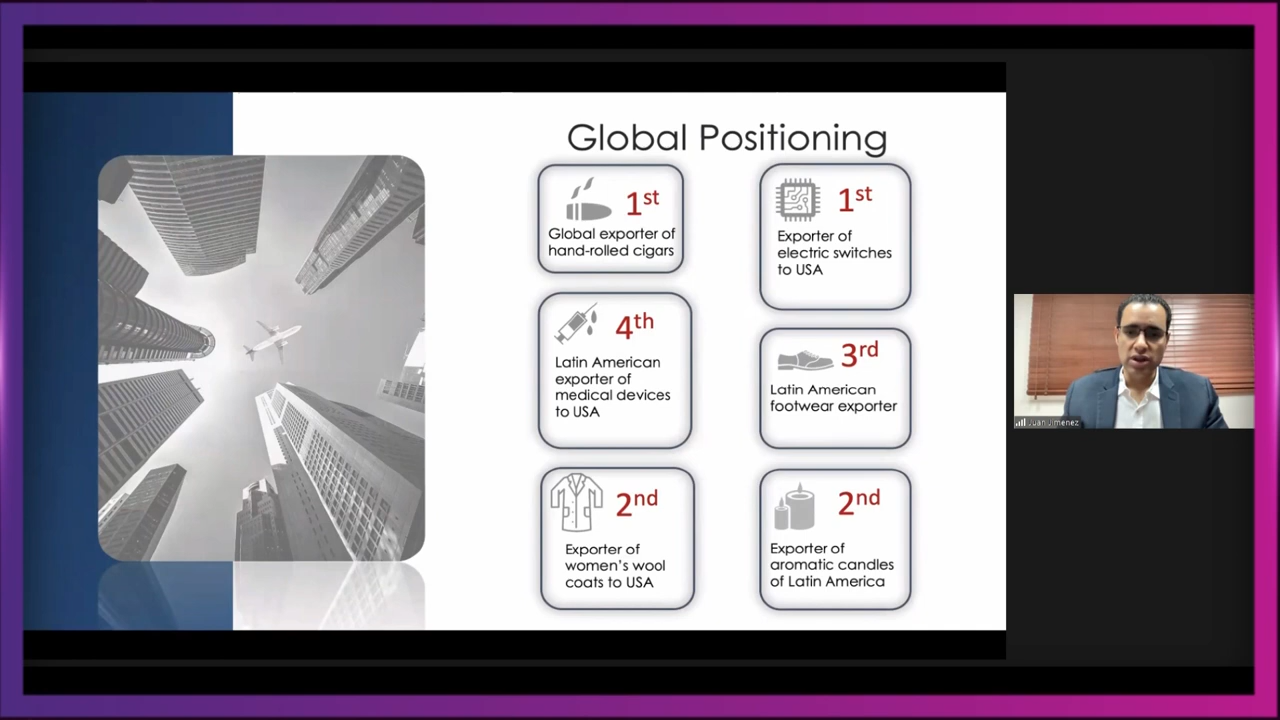 Global Positioning
1st
Global exporter of
hand-rolled cigars
1st
Exporter of
electric switches
to USA
4th
Latin American
exporter of
medical devices
to USA
3rd
Latin American
footwear exporter
2nd
Exporter of
women's wool
coats to USA
2nd
Exporter of
aromatic candles
of Latin America
Juan Jimenez